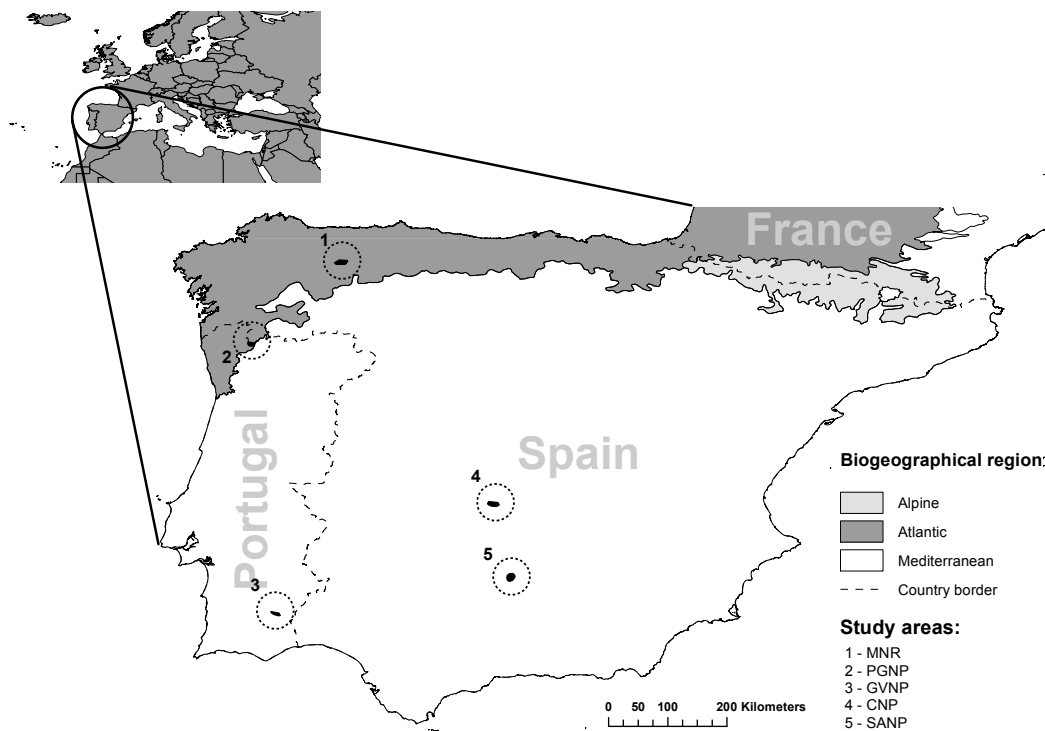 France
1
2
Portugal
Spain
4
5
3
Biogeographical region:
Alpine
Atlantic
Mediterranean
Country border
Study areas:
1 - MNR
2 - PGNP
3 - GVNP
4 - CNP
5 - SANP
0 50 100 200 Kilometers